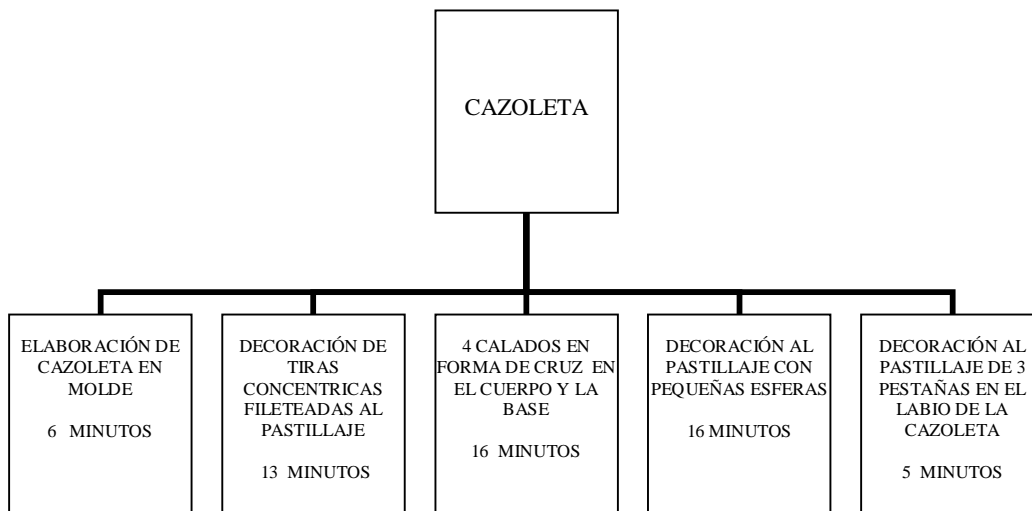 CAZOLETA
ELABORACIÓN DE
CAZOLETA EN
MOLDE
6 MINUTOS
DECORACIÓN DE
TIRAS
CONCENTRICAS
FILETEADAS AL
PASTILLAJE
13 MINUTOS
4 CALADOS EN
FORMA DE CRUZ EN
EL CUERPO Y LA
BASE
16 MINUTOS
DECORACIÓN AL
PASTILLAJE CON
PEQUEÑAS ESFERAS
16 MINUTOS
DECORACIÓN AL
PASTILLAJE DE 3
PESTAÑAS EN EL
LABIO DE LA
CAZOLETA
5 MINUTOS